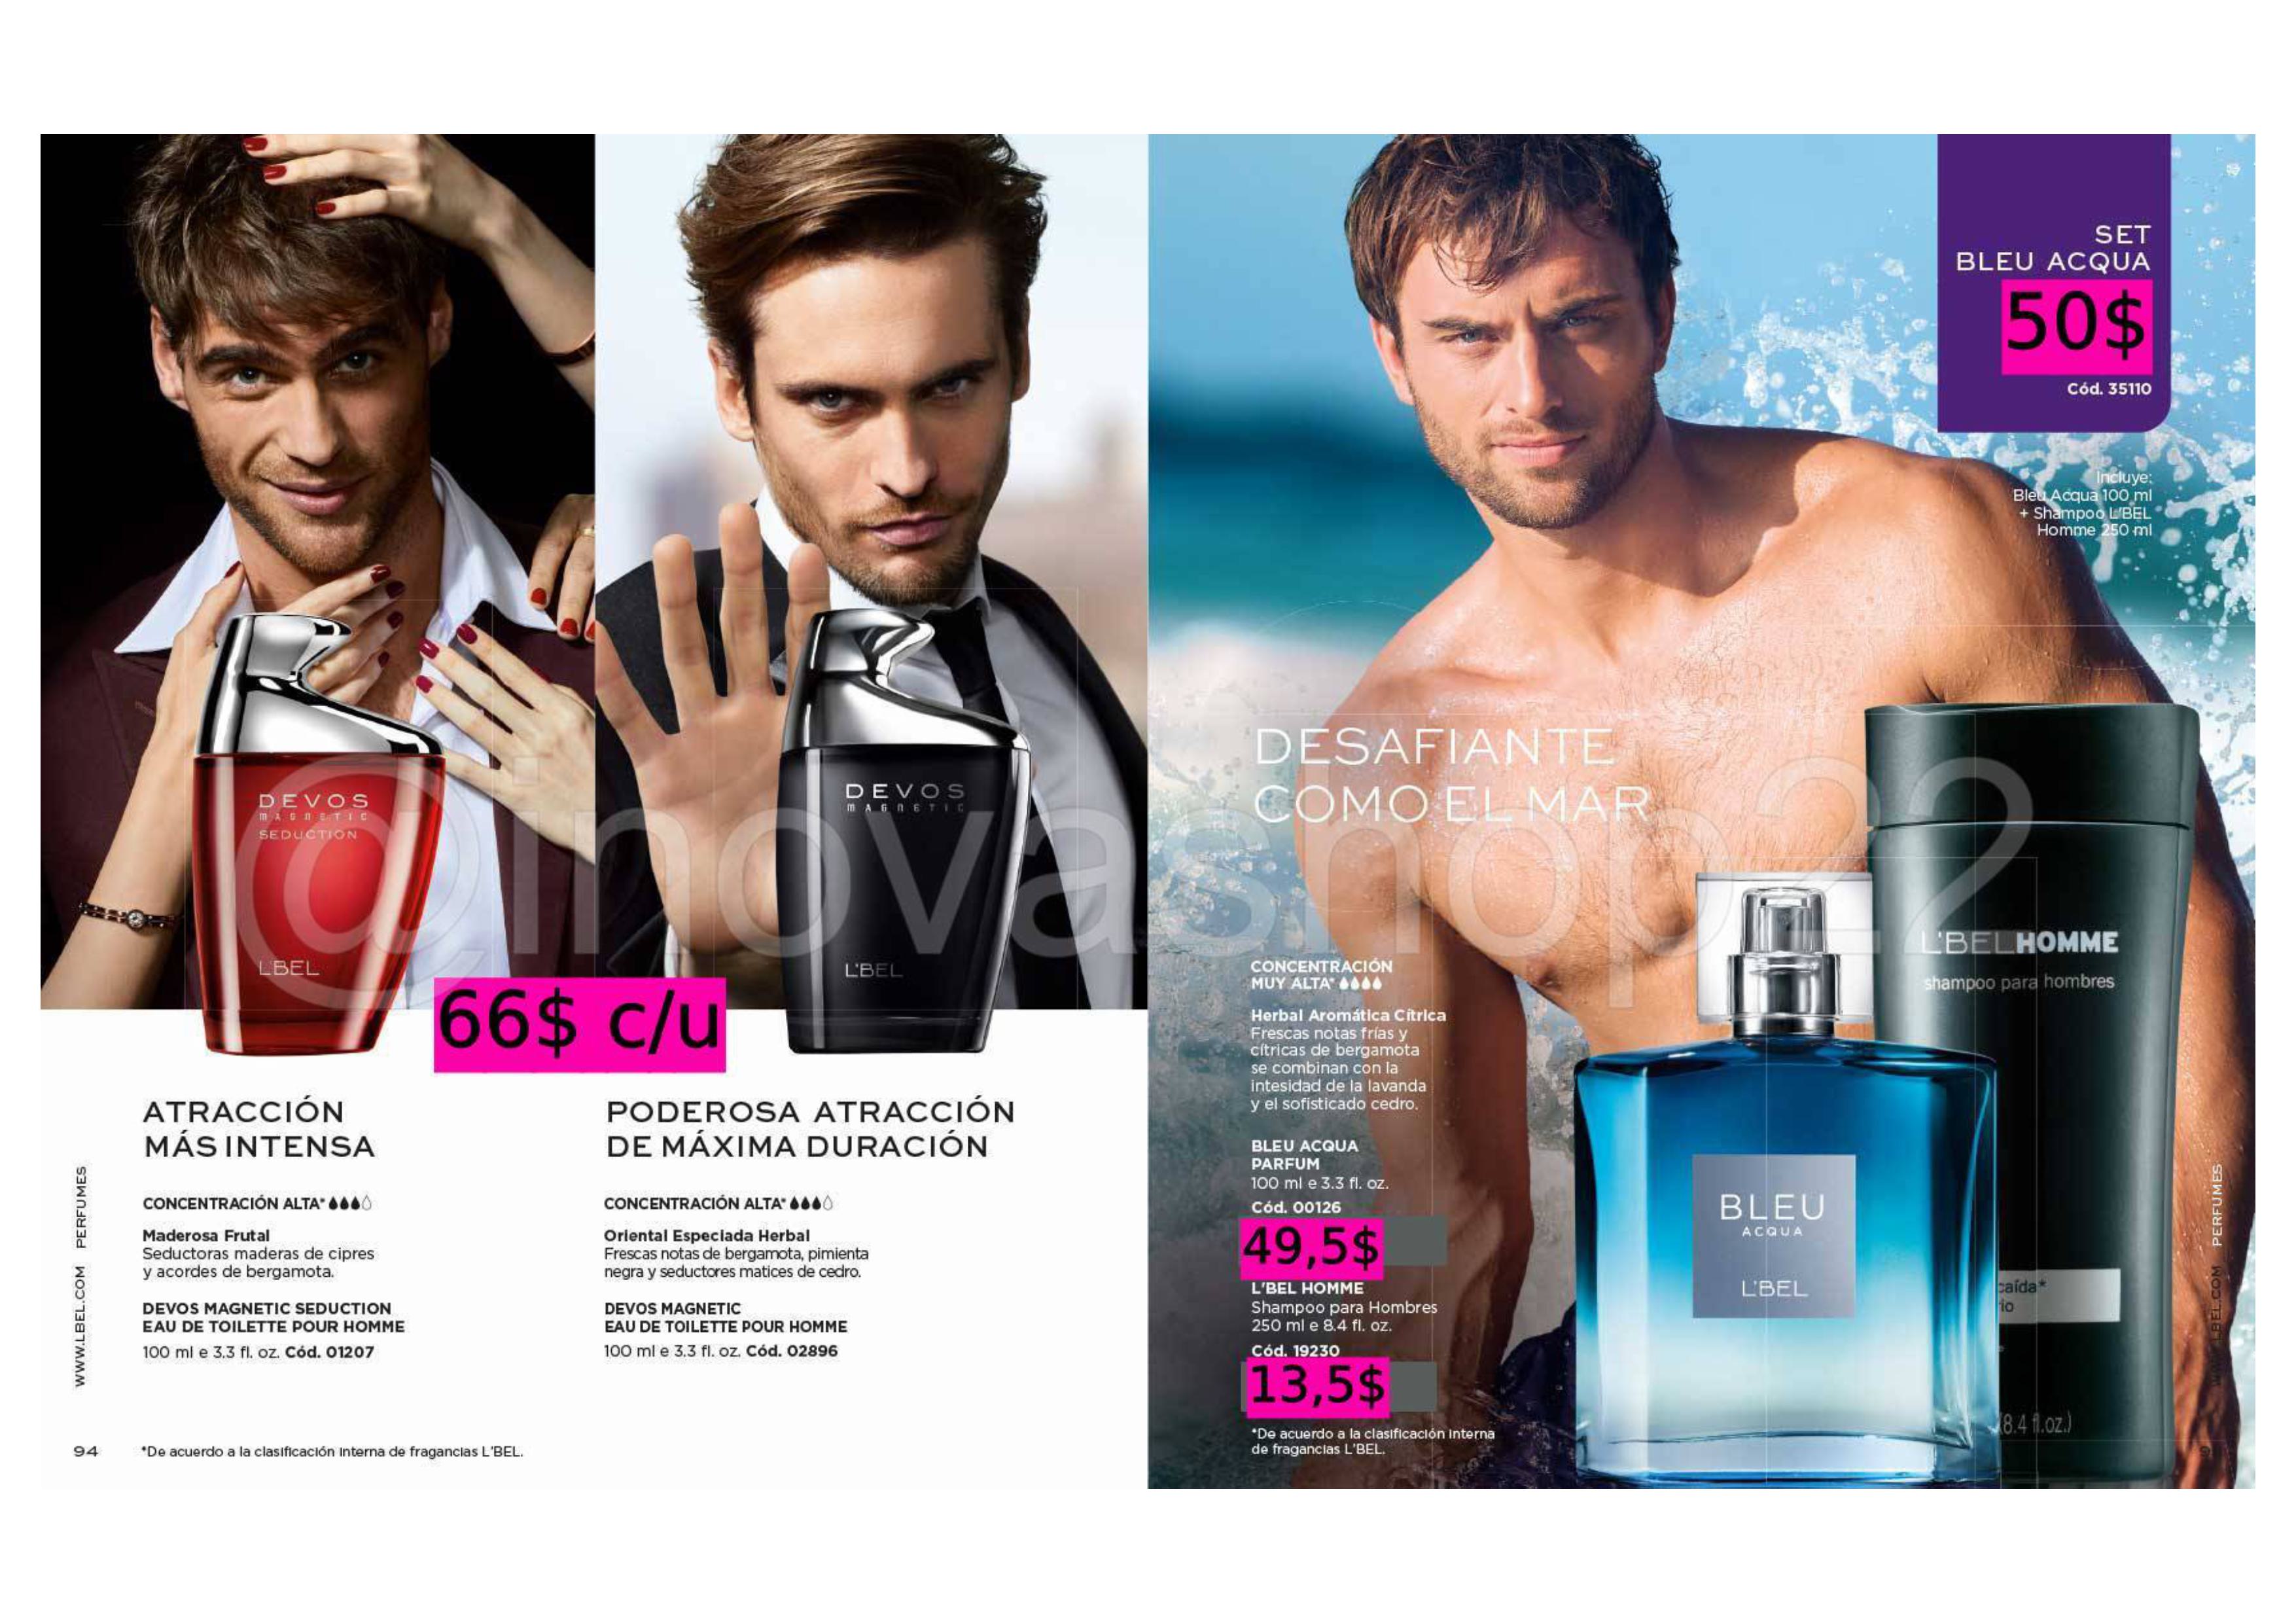 DEVOS
MAGNETIC
SEDUCTION
L'BEL
DEVOS
MAGNETIC
L'BEL
66$ c/u
@inovashop22
ATRACCIÓN
MÁS INTENSA
CONCENTRACIÓN ALTA*
Maderosa Frutal
Seductoras maderas de cipres
y acordes de bergamota.
DEVOS MAGNETIC SEDUCTION
EAU DE TOILETTE POUR HOMME
100 ml e 3.3 fl. oz. Cód. 01207
PODEROSA ATRACCIÓN
DE MÁXIMA DURACIÓN
CONCENTRACIÓN ALTA*
Oriental Especiada Herbal
Frescas notas de bergamota, pimienta
negra y seductores matices de cedro.
DEVOS MAGNETIC
EAU DE TOILETTE POUR HOMME
100 ml e 3.3 fl. oz. Cód. 02896
WWW.LBEL.COM PERFUMES
94
*De acuerdo a la clasificación interna de fragancias L'BEL.
SET
BLEU ACQUA
50$
Cód. 35110
Incluye:
Bleu Acqua 100 ml
+ Shampoo L'BEL
Homme 250 ml
DESAFIANTE
COMO EL MAR
CONCENTRACIÓN
MUY ALTA*
Herbal Aromática Cítrica
Frescas notas frías y
cítricas de bergamota
se combinan con la
intesidad de la lavanda
y el sofisticado cedro.
BLEU ACQUA
PARFUM
100 ml e 3.3 fl. oz.
Cód. 00126
49,5$
L'BEL HOMME
Shampoo para Hombres
250 ml e 8.4 fl. oz.
Cód. 19230
13,5$
*De acuerdo a la clasificación interna
de fragancias L'BEL.
BLEU
ACQUA
L'BEL
L'BELHOMME
shampoo para hombres
caída*
(8.4 fl.oz.)
WWW.LBEL.COM PERFUMES